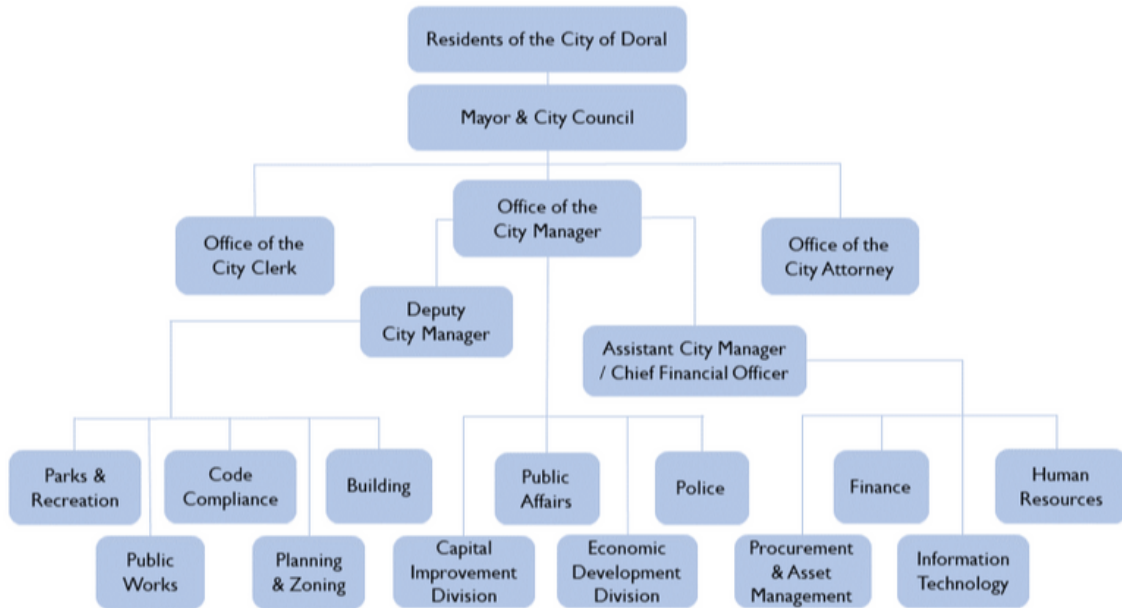 Residents of the City of Doral
Mayor & City Council
Office of the
City Manager
Office of the
City Clerk
Office of the
City Attorney
Deputy
City Manager
Assistant City Manager
/ Chief Financial Officer
Parks &
Recreation
Code
Compliance
Building
Public
Affairs
Police
Finance
Human
Resources
Public
Works
Planning
& Zoning
Capital
Improvement
Division
Economic
Development
Division
Procurement
& Asset
Management
Information
Technology